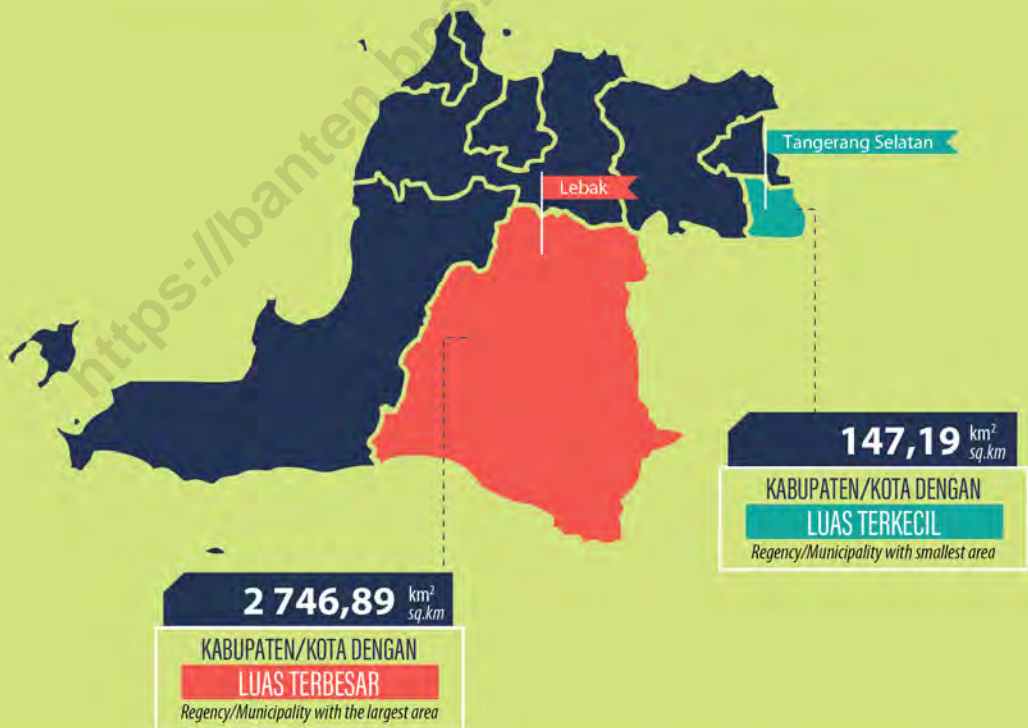 https://banten.bps
Tangerang Selatan
Lebak
147,19 km²
sq.km
KABUPATEN/KOTA DENGAN
LUAS TERKECIL
Regency/Municipality with smallest area
2 746,89 km²
sq.km
KABUPATEN/KOTA DENGAN
LUAS TERBESAR
Regency/Municipality with the largest area